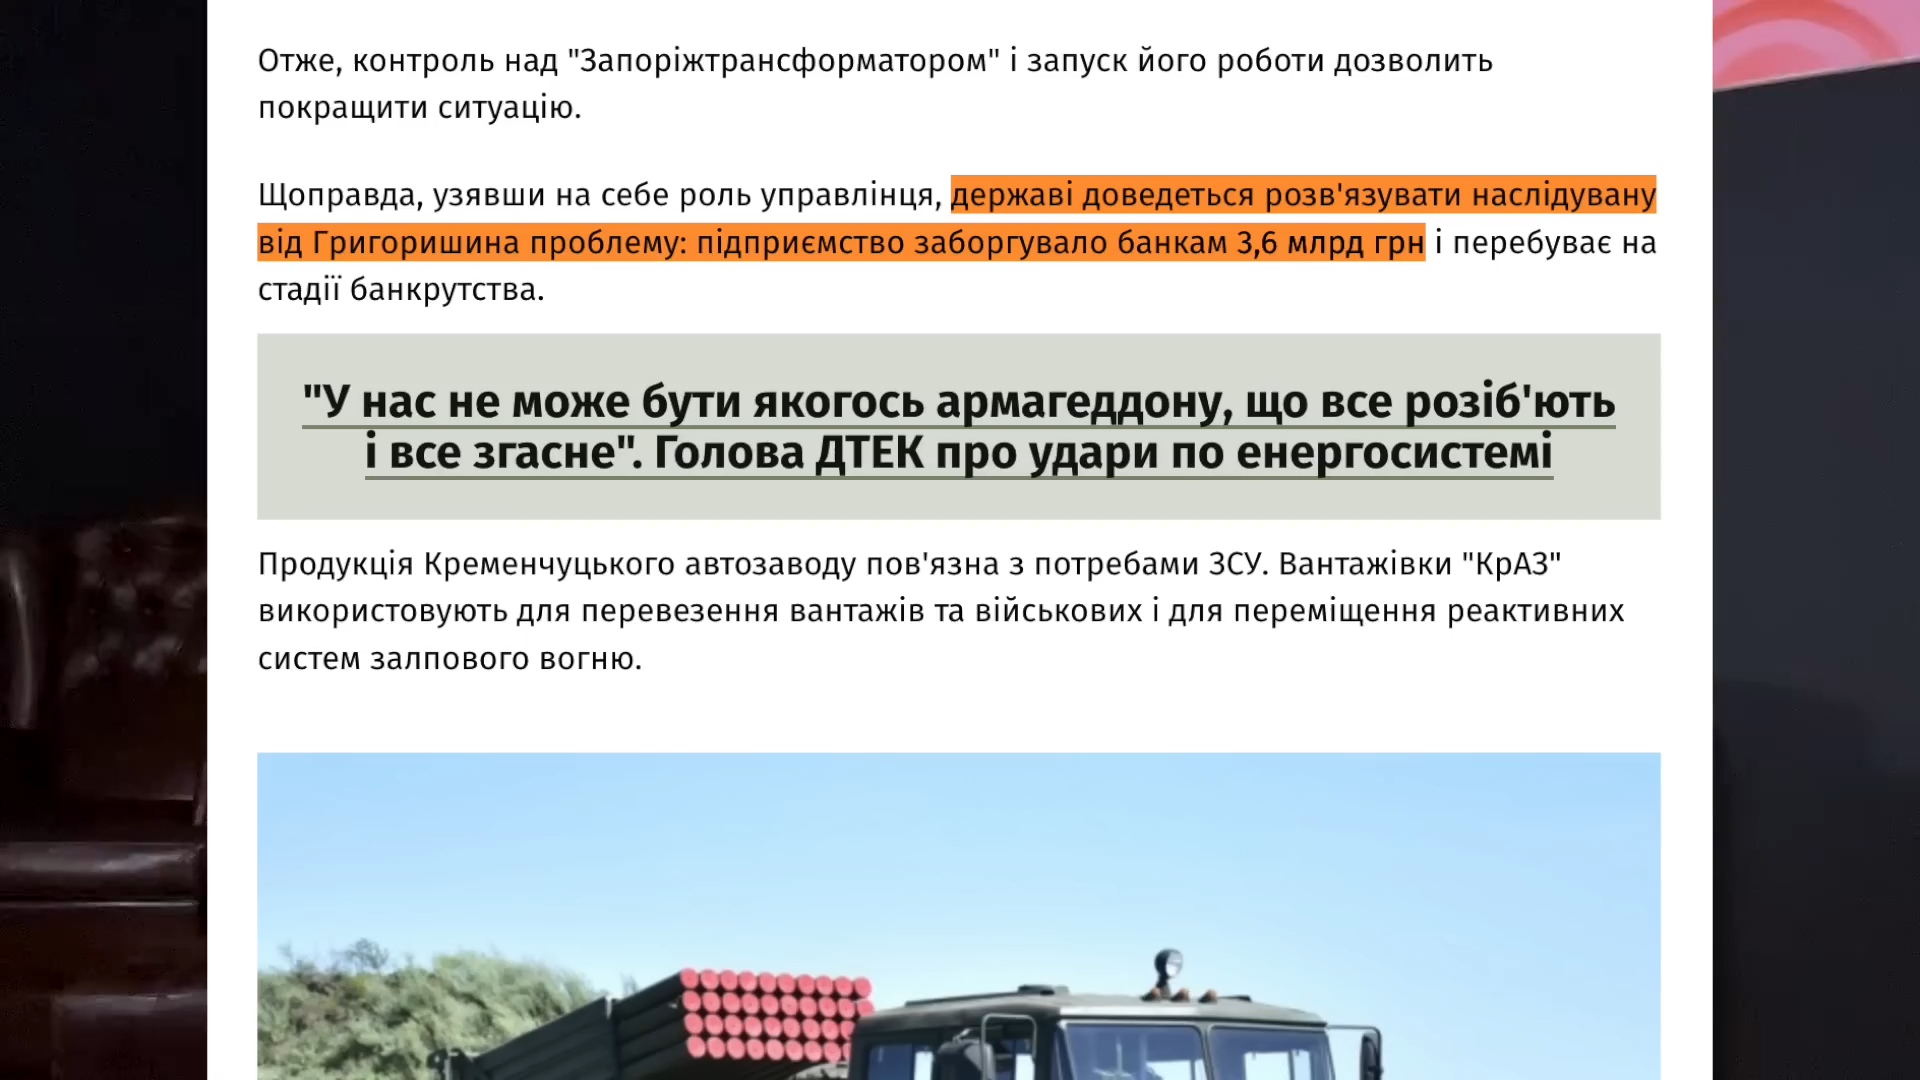 Отже, контроль над "Запоріжтрансформатором" і запуск його роботи дозволить
покращити ситуацію.
Щоправда, узявши на себе роль управлінця, державі доведеться розв'язувати наслідувану
від Григоришина проблему: підприємство заборгувало банкам 3,6 млрд грн і перебуває на
стадії банкрутства.
"У нас не може бути якогось армагеддону, що все розіб'ють
і все згасне". Голова ДТЕК про удари по енергосистемі
Продукція Кременчуцького автозаводу пов'язна з потребами ЗСУ. Вантажівки "КрАЗ"
використовують для перевезення вантажів та військових і для переміщення реактивних
систем залпового вогню.